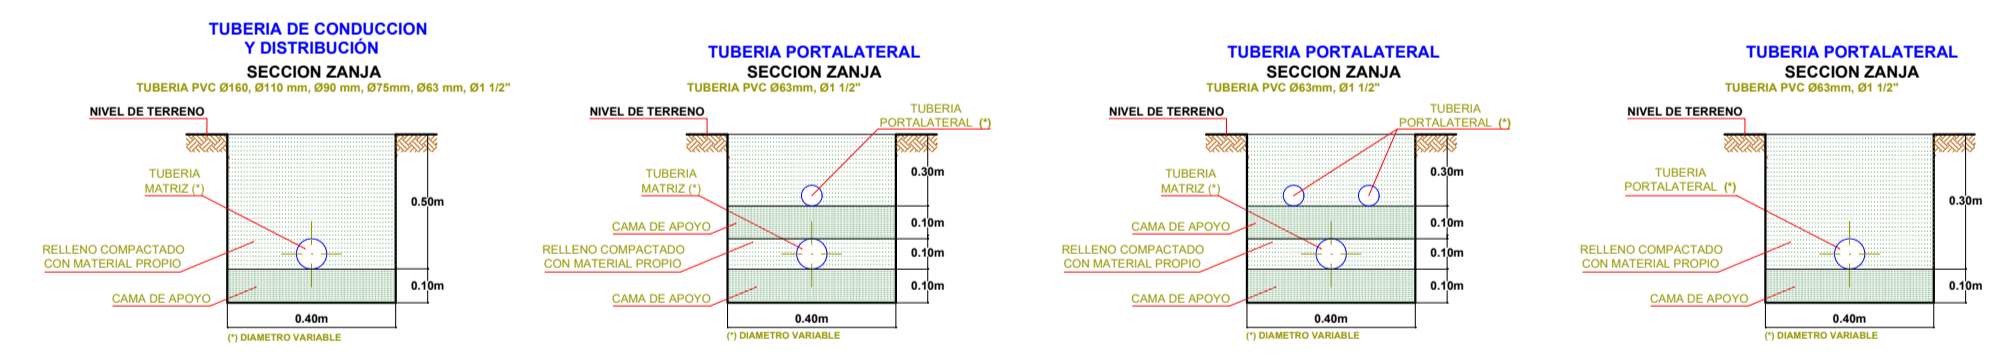 TUBERIA DE CONDUCCION
Y DISTRIBUCIÓN
SECCION ZANJA
TUBERIA PVC Ø160, Ø110 mm, Ø90 mm, Ø75mm, Ø63 mm, Ø1 1/2"
NIVEL DE TERRENO
TUBERIA
MATRIZ (*)
0.50m
RELLENO COMPACTADO
CON MATERIAL PROPIO
CAMA DE APOYO
0.10m
0.40m
(*) DIAMETRO VARIABLE
TUBERIA PORTALATERAL
SECCION ZANJA
TUBERIA PVC Ø63mm, Ø1 1/2"
NIVEL DE TERRENO
TUBERIA
PORTALATERAL (*)
0.30m
TUBERIA
MATRIZ (*)
CAMA DE APOYO
0.10m
RELLENO COMPACTADO
CON MATERIAL PROPIO
0.10m
CAMA DE APOYO
0.10m
0.40m
(*) DIAMETRO VARIABLE
TUBERIA PORTALATERAL
SECCION ZANJA
TUBERIA PVC Ø63mm, Ø1 1/2"
NIVEL DE TERRENO
TUBERIA
PORTALATERAL (*)
0.30m
TUBERIA
MATRIZ (*)
CAMA DE APOYO
0.10m
RELLENO COMPACTADO
CON MATERIAL PROPIO
0.10m
CAMA DE APOYO
0.10m
0.40m
(*) DIAMETRO VARIABLE
TUBERIA PORTALATERAL
SECCION ZANJA
TUBERIA PVC Ø63mm, Ø1 1/2"
NIVEL DE TERRENO
TUBERIA
PORTALATERAL (*)
0.30m
RELLENO COMPACTADO
CON MATERIAL PROPIO
CAMA DE APOYO
0.10m
0.40m
(*) DIAMETRO VARIABLE